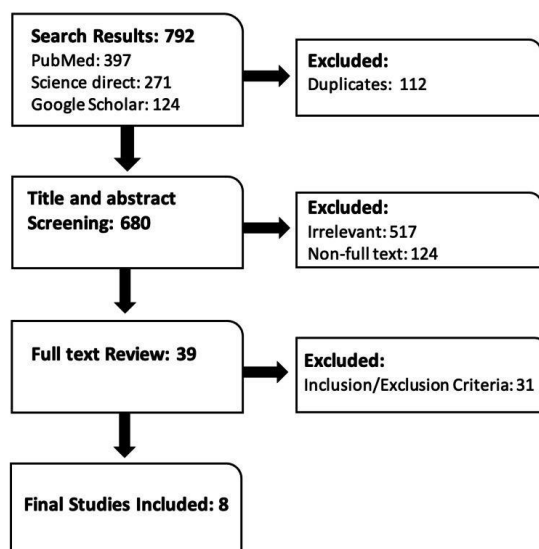 Search Results: 792
PubMed: 397
Science direct: 271
Google Scholar: 124
Excluded:
Duplicates: 112
Title and abstract
Screening: 680
Excluded:
Irrelevant: 517
Non-full text: 124
Full text Review: 39
Excluded:
Inclusion/Exclusion Criteria: 31
Final Studies Included: 8